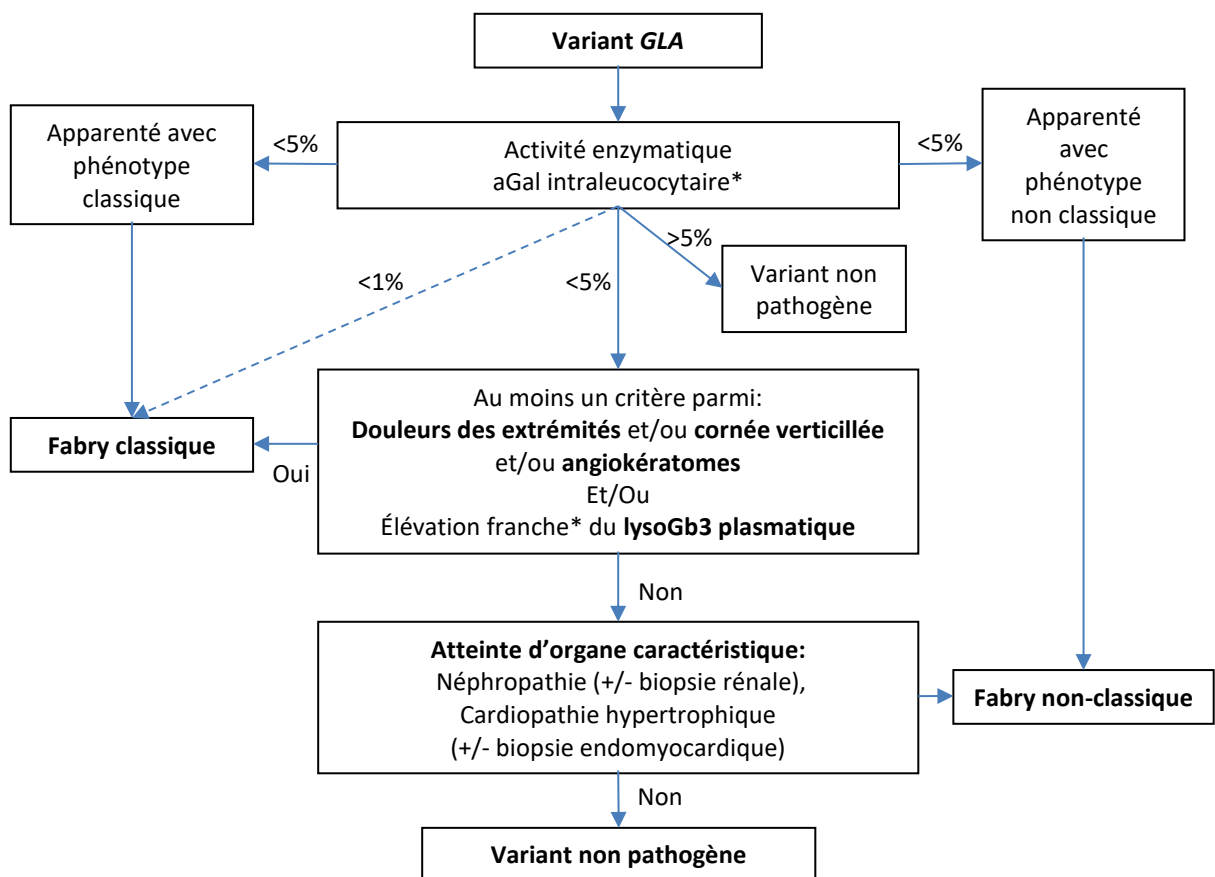 Variant GLA
Apparenté avec
phénotype
classique
<5%
Activité enzymatique
aGal intraleucocytaire*
<5%
Apparenté
avec
phénotype
non classique
<1%
<5%
>5%
Variant non
pathogène
Au moins un critère parmi:
Douleurs des extrémités et/ou cornée verticillée
et/ou angiokératomes
Et/Ou
Élévation franche* du lysoGb3 plasmatique
Fabry classique
Oui
Non
Atteinte d’organe caractéristique:
Néphropathie (+/- biopsie rénale),
Cardiopathie hypertrophique
(+/- biopsie endomyocardique)
Fabry non-classique
Non
Variant non pathogène